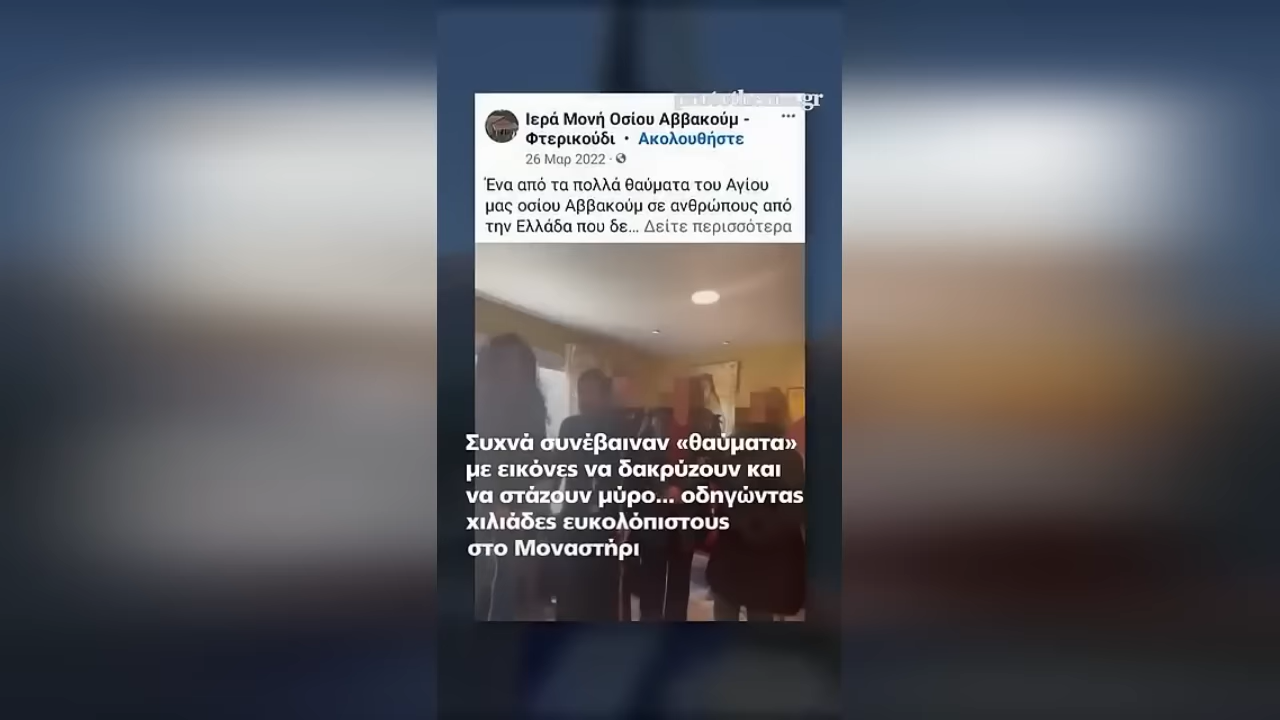 Ιερά Μονή Οσίου Αββακούμ -
Φτερικούδι · Ακολουθήστε
26 Μαρ 2022 ·
Ένα από τα πολλά θαύματα του Αγίου
μας οσίου Αββακούμ σε ανθρώπους από
την Ελλάδα που δε... Δείτε περισσότερα
Συχνά συνέβαιναν «θαύματα»
με εικόνες να δακρύζουν και
να στάζουν μύρο... οδηγώντας
χιλιάδες ευκολόπιστους
στο Μοναστήρι